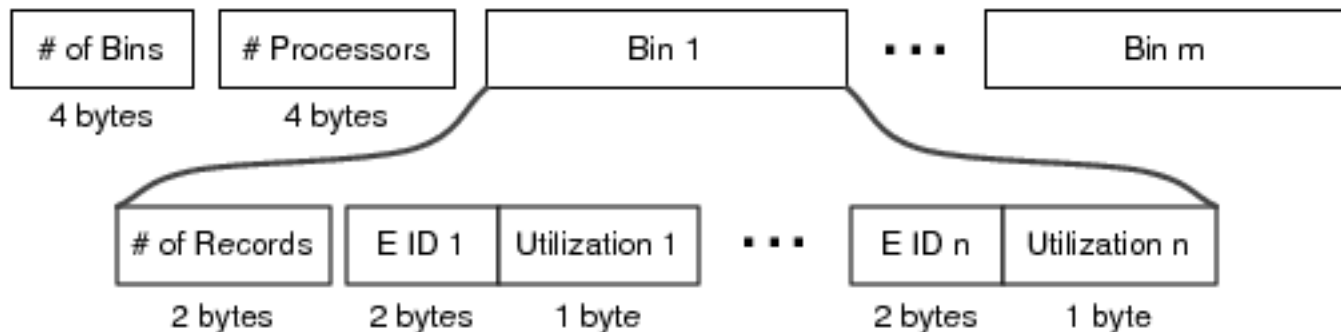 # of Bins # Processors Bin 1 ... Bin m
4 bytes 4 bytes
# of Records E ID 1 Utilization 1 ... E ID n Utilization n
2 bytes 2 bytes 1 byte 2 bytes 1 byte